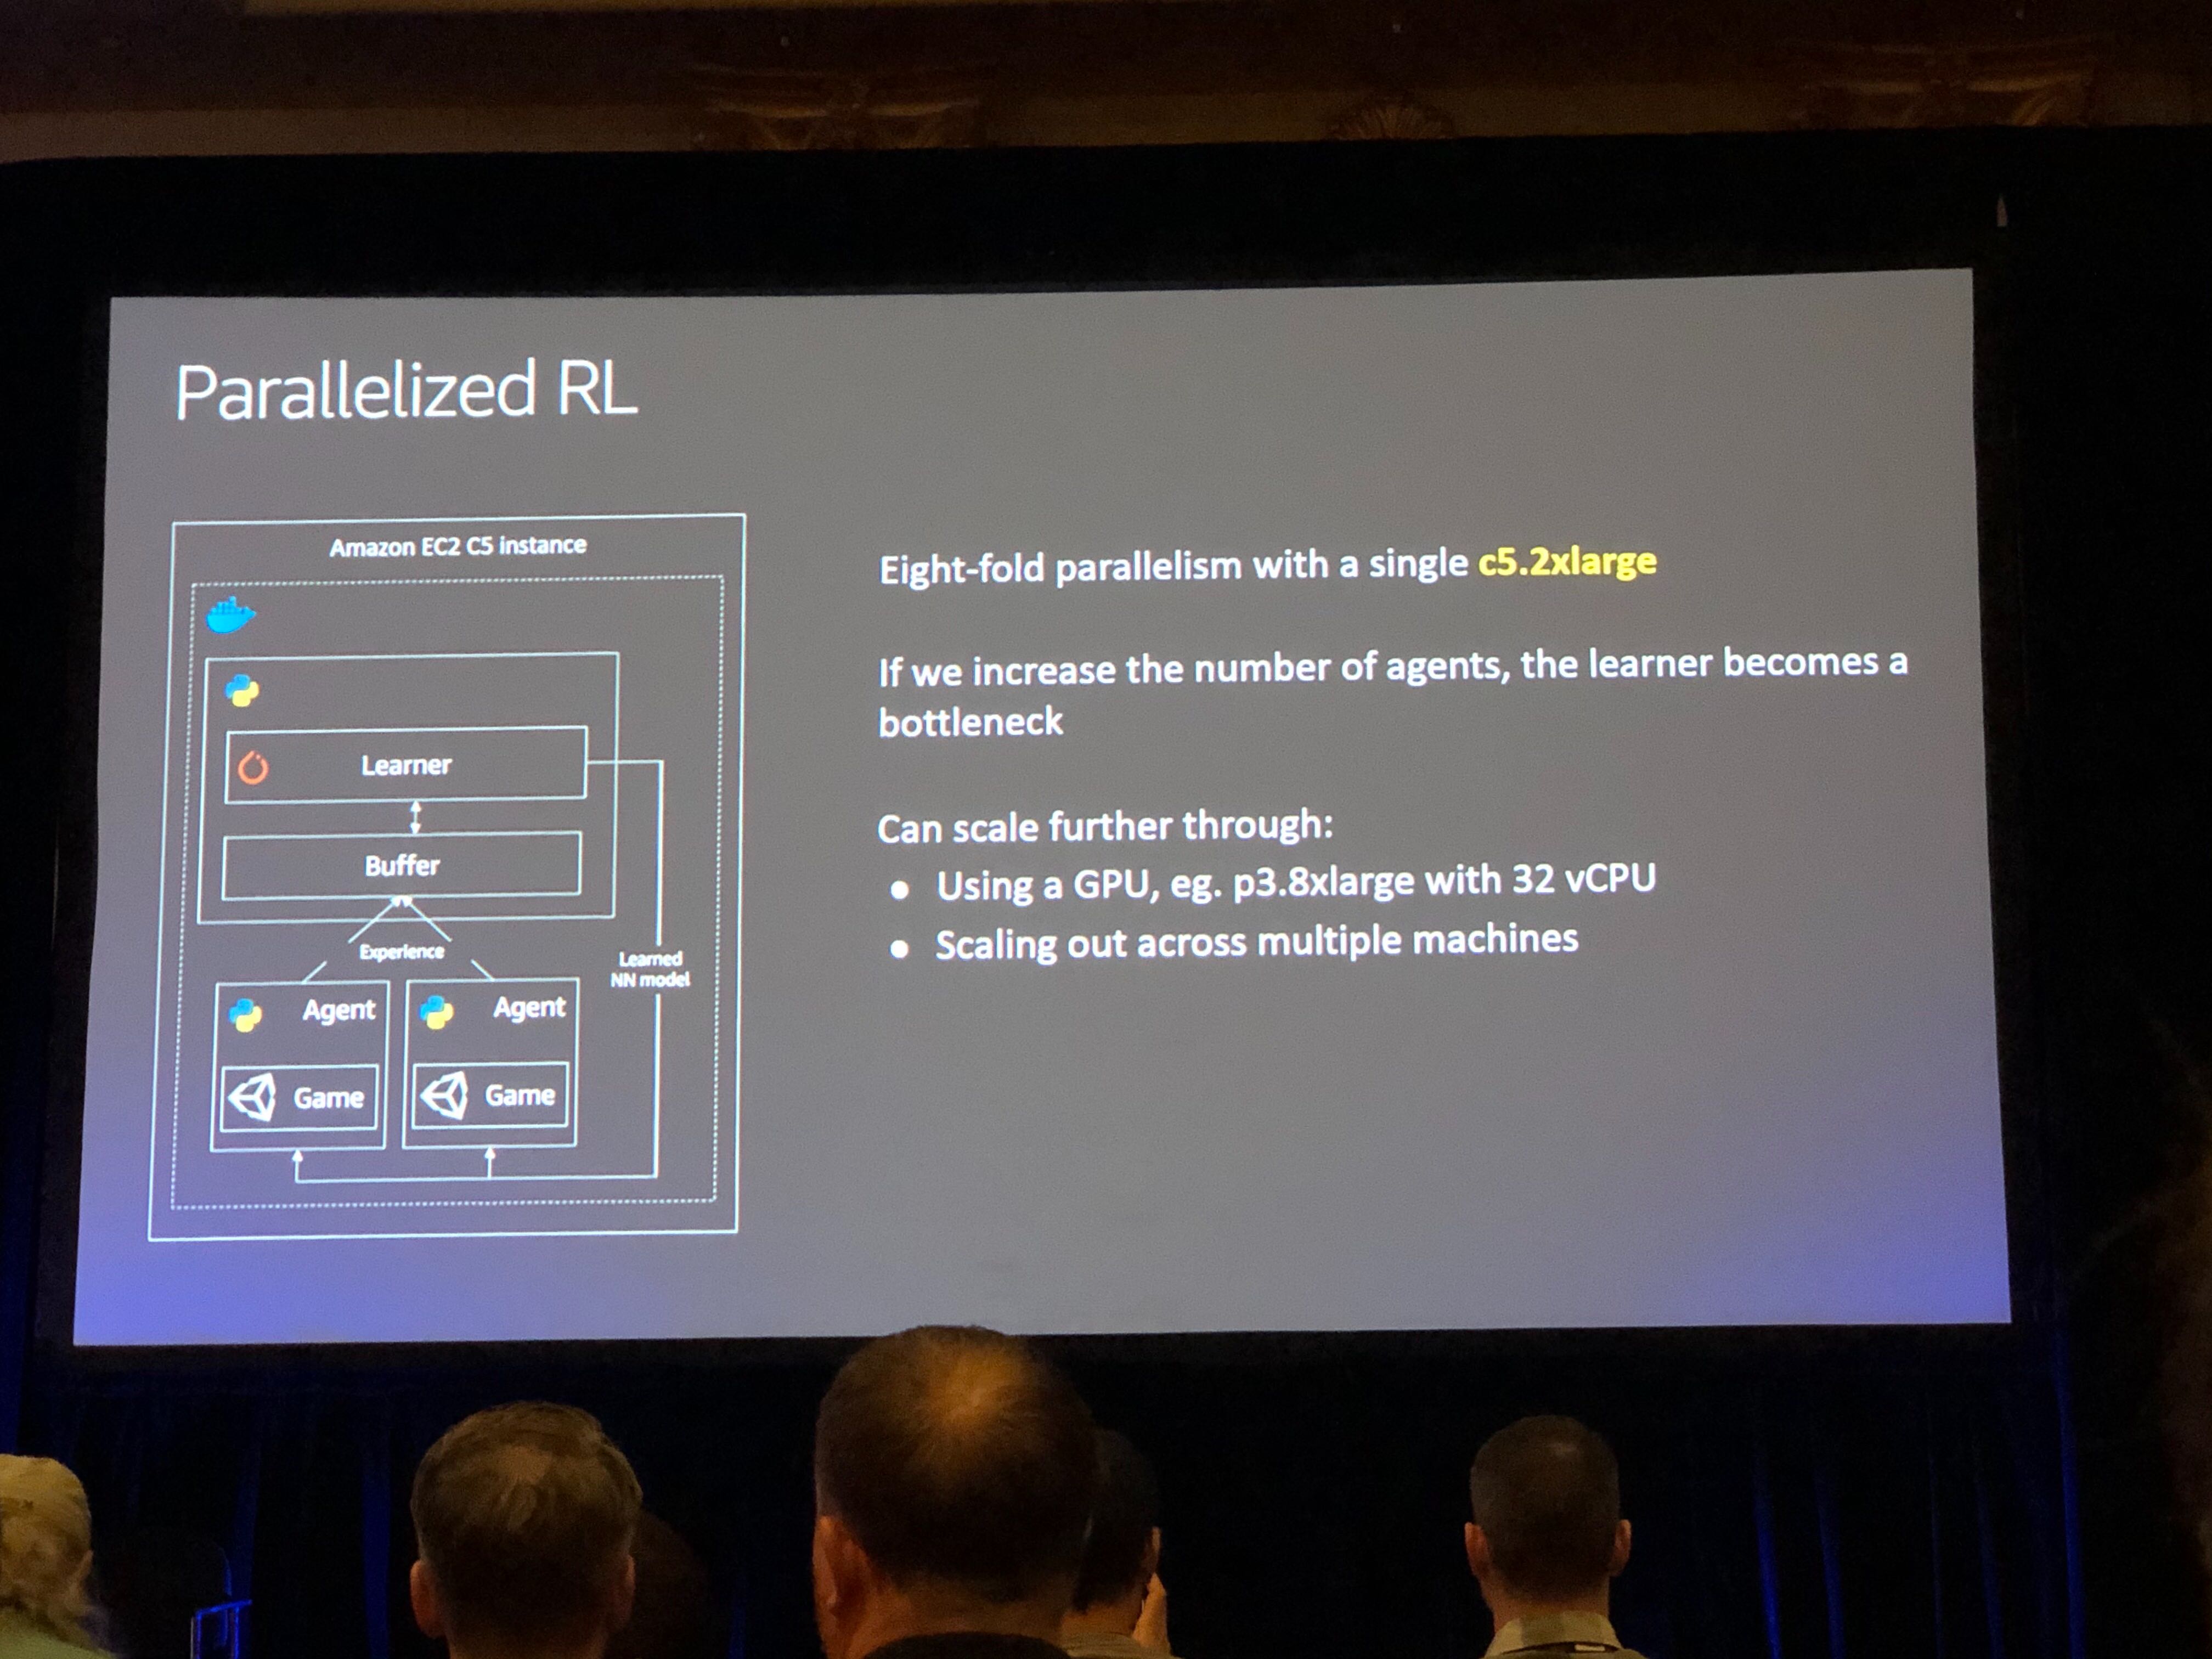 Parallelized RL
Amazon EC2 C5 instance
Learner
Buffer
Experience
Learned
NN model
Agent
Agent
Game
Game
Eight-fold parallelism with a single c5.2xlarge
If we increase the number of agents, the learner becomes a
bottleneck
Can scale further through:
● Using a GPU, eg. p3.8xlarge with 32 vCPU
● Scaling out across multiple machines